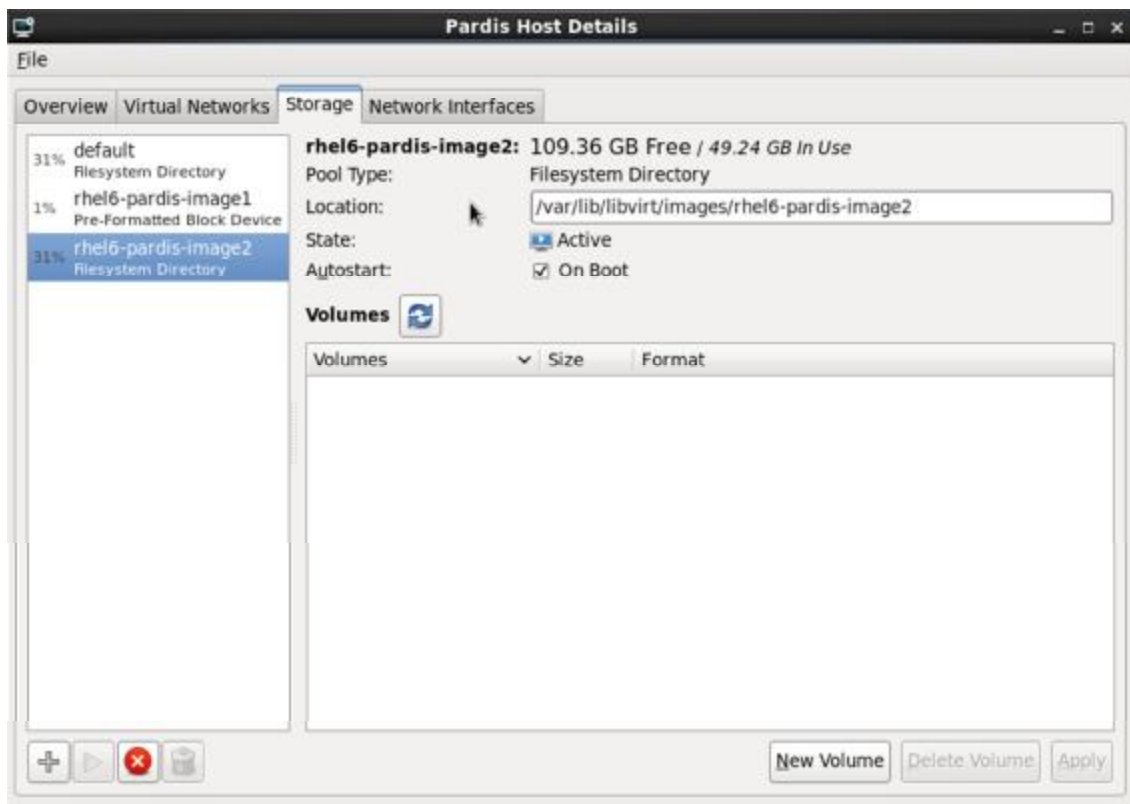 Pardis Host Details
File
Overview Virtual Networks Storage Network Interfaces
31% default
Filesystem Directory
1% rhel6-pardis-image1
Pre-Formatted Block Device
31% rhel6-pardis-image2
Filesystem Directory
rhel6-pardis-image2: 109.36 GB Free / 49.24 GB In Use
Pool Type: Filesystem Directory
Location: /var/lib/libvirt/images/rhel6-pardis-image2
State: Active
Autostart: On Boot
Volumes
Volumes Size Format
New Volume Delete Volume Apply